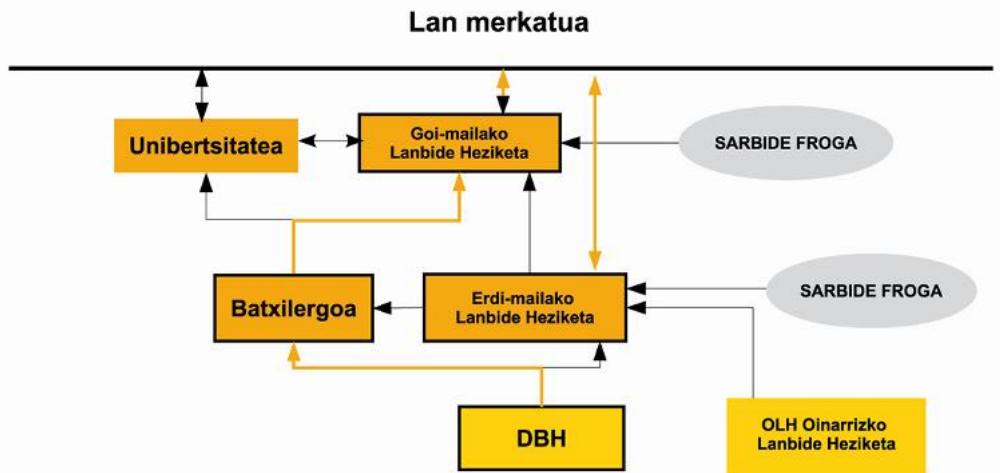 Lan merkatua
Unibertsitatea
Goi-mailako
Lanbide Heziketa
SARBIDE FROGA
Batxilergoa
Erdi-mailako
Lanbide Heziketa
SARBIDE FROGA
DBH
OLH Oinarrizko
Lanbide Heziketa